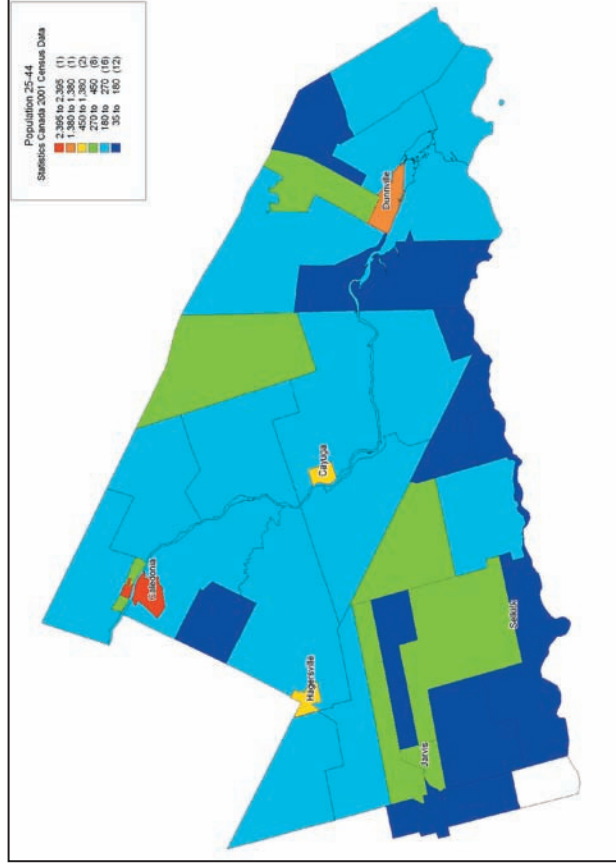 Population 25-44
Statistics Canada 2001 Census Data
2,395 to 2,395 (1)
1,380 to 1,380 (1)
450 to 1,380 (2)
270 to 450 (8)
180 to 270 (16)
35 to 180 (12)
Caledonia
Hagersville
Cayuga
Dunnville
Jarvis
Selkirk